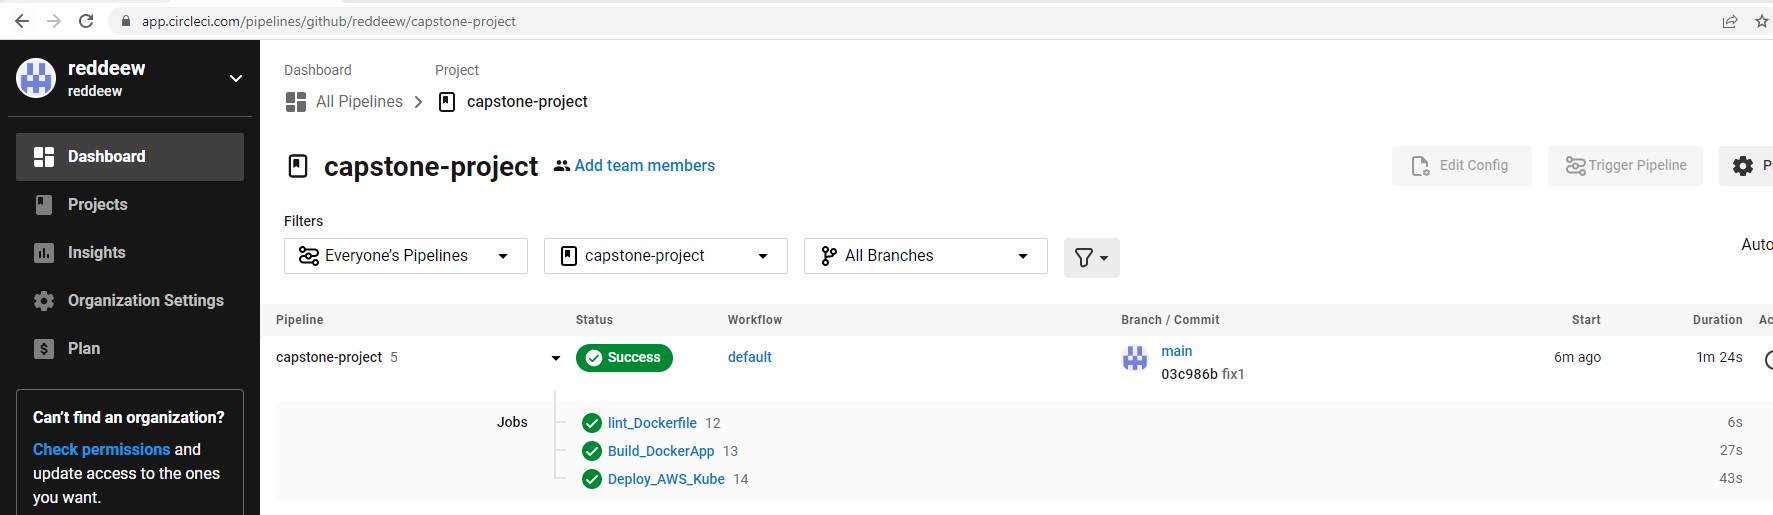 app.circleci.com/pipelines/github/reddeew/capstone-project
reddeew
reddeew
Dashboard
Projects
Insights
Organization Settings
Plan
Can't find an organization?
Check permissions and
update access to the ones
you want.
Dashboard Project
All Pipelines capstone-project
capstone-project Add team members
Edit Config Trigger Pipeline
Filters
Everyone's Pipelines capstone-project All Branches
Auto
Pipeline Status Workflow Branch / Commit Start Duration Ac
capstone-project 5 Success default main 6m ago 1m 24s
03c986b fix1
Jobs lint_Dockerfile 12 6s
Build_DockerApp 13 27s
Deploy_AWS_Kube 14 43s